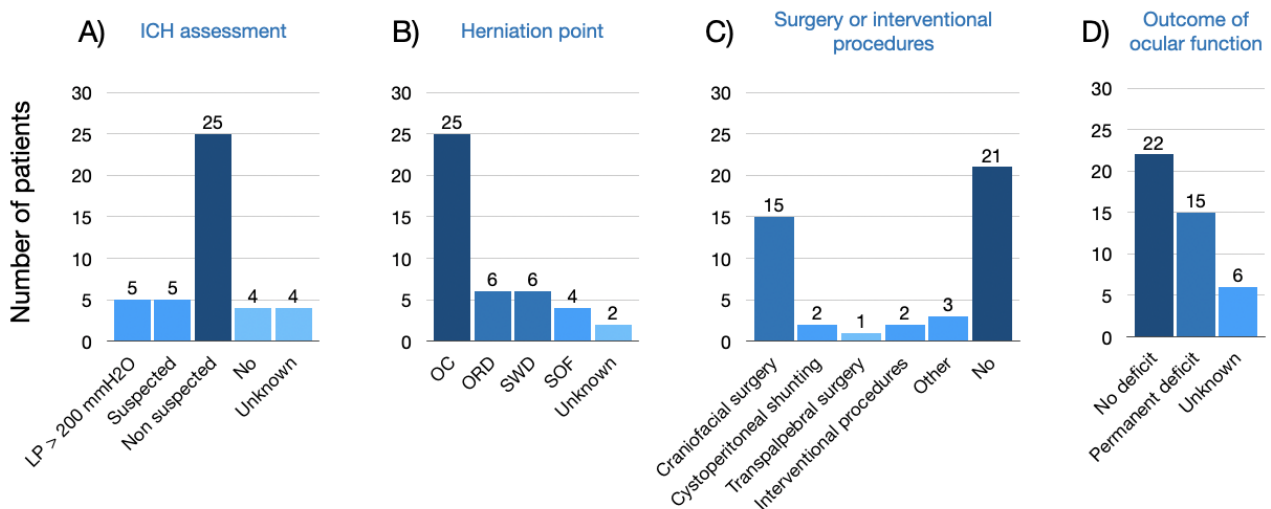 A)
ICH assessment
Number of patients
30
25
20
15
10
5
0
5
5
25
4
4
LP > 200 mmH2O
Suspected
Non suspected
No
Unknown
B)
Herniation point
30
25
20
15
10
5
0
25
6
6
4
2
OC
ORD
SWD
SOF
Unknown
C)
Surgery or interventional
procedures
30
25
20
15
10
5
0
15
2
1
2
3
21
Craniofacial surgery
Cystoperitoneal shunting
Transpalpebral surgery
Interventional procedures
Other
No
D)
Outcome of
ocular function
30
25
20
15
10
5
0
22
15
6
No deficit
Permanent deficit
Unknown